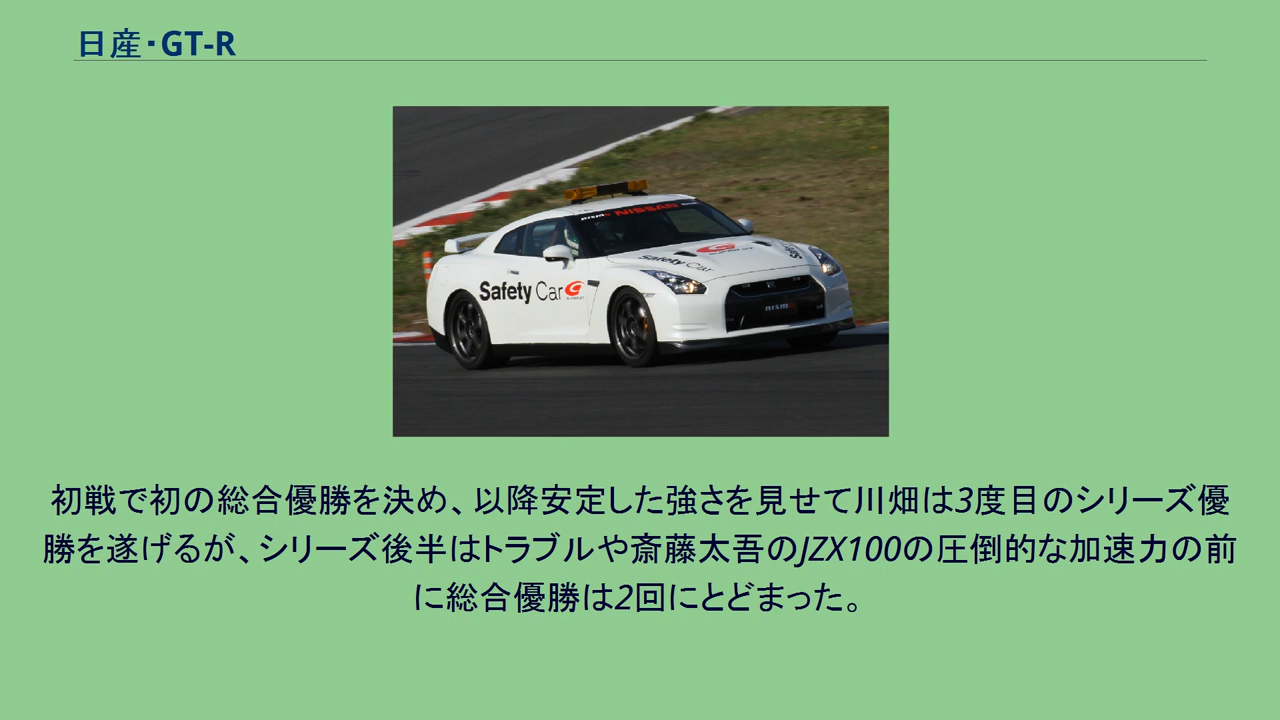 日産・GT-R
nismo NISSAN
Safety Car
Safety Car
nismo
初戦で初の総合優勝を決め、以降安定した強さを見せて川畑は3度目のシリーズ優
勝を遂げるが、シリーズ後半はトラブルや斎藤太吾のJZX100の圧倒的な加速力の前
に総合優勝は2回にとどまった。